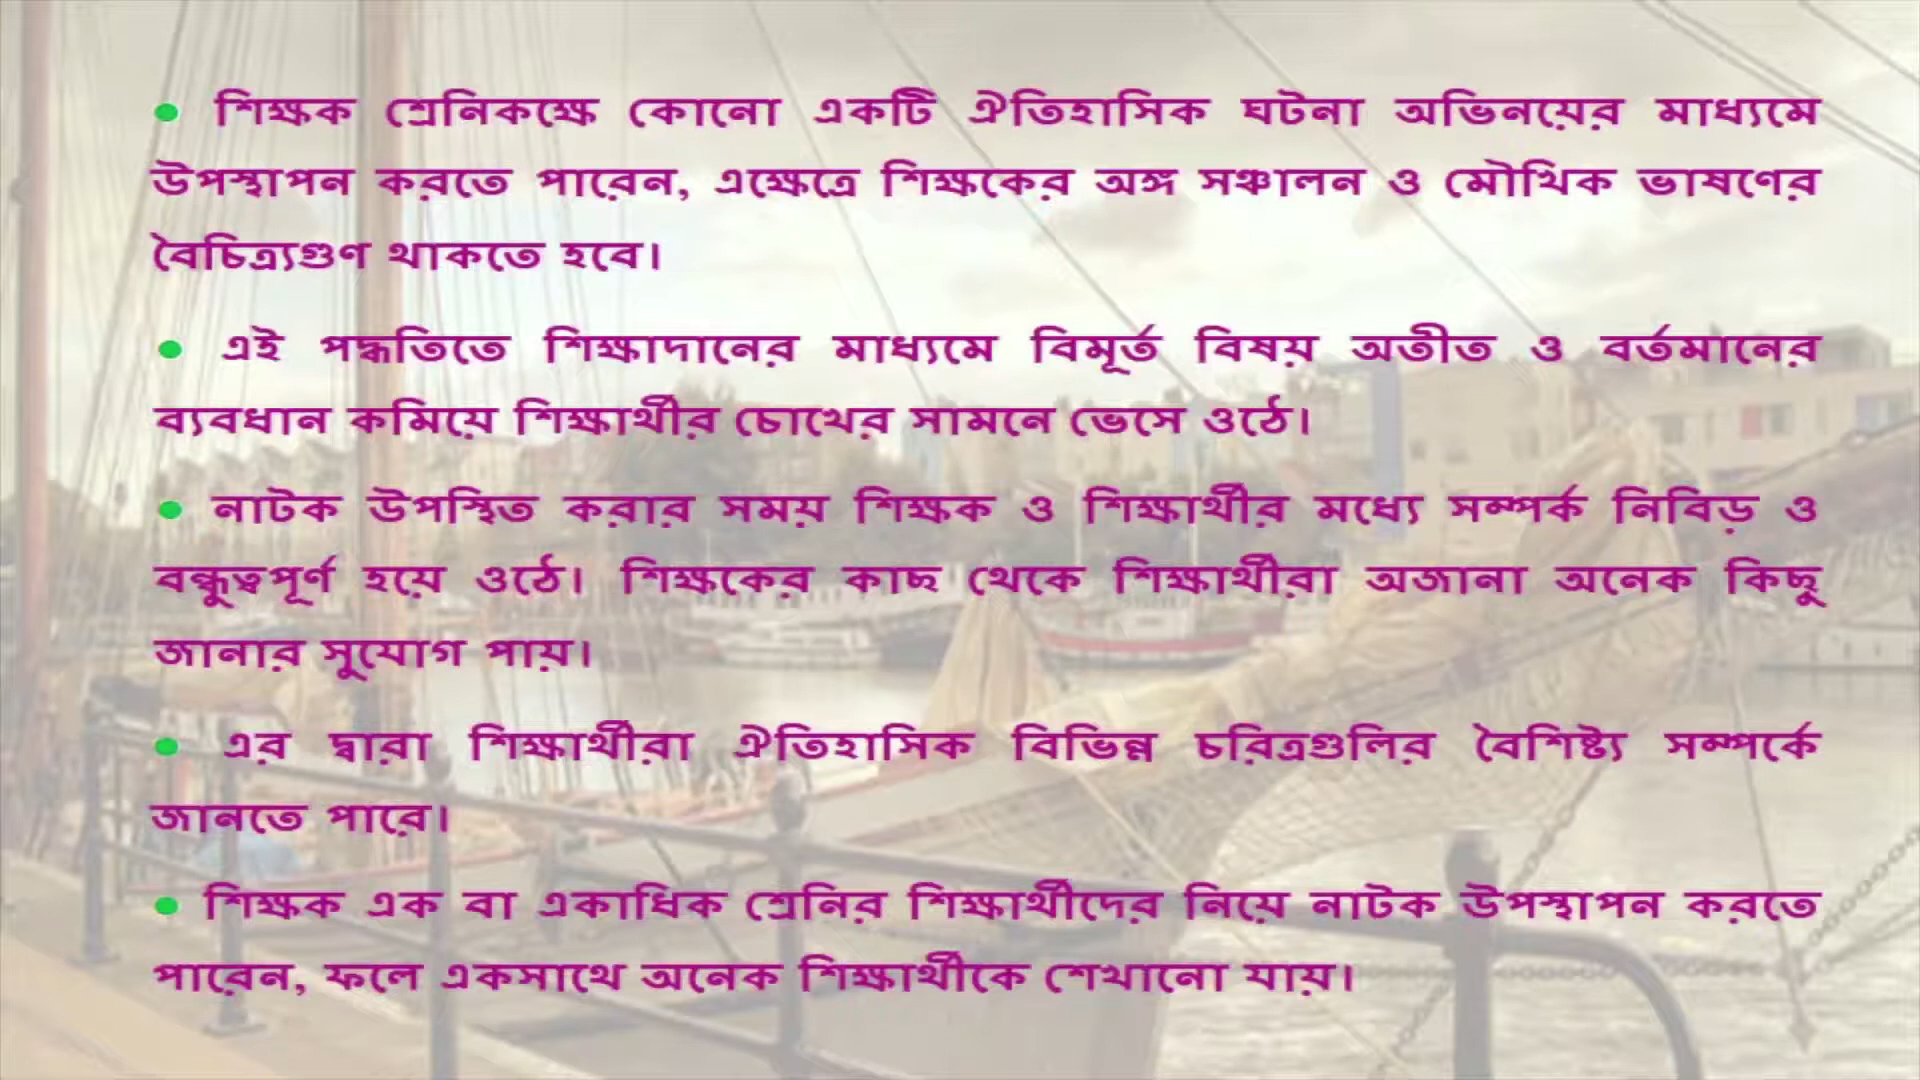 • শিক্ষক শ্রেনিকক্ষে কোনো একটি ঐতিহাসিক ঘটনা অভিনয়ের মাধ্যমে
উপস্থাপন করতে পারেন, এক্ষেত্রে শিক্ষকের অঙ্গ সঞ্চালন ও মৌখিক ভাষণের
বৈচিত্র্যগুণ থাকতে হবে।
• এই পদ্ধতিতে শিক্ষাদানের মাধ্যমে বিমূর্ত বিষয় অতীত ও বর্তমানের
ব্যবধান কমিয়ে শিক্ষার্থীর চোখের সামনে ভেসে ওঠে।
• নাটক উপস্থিত করার সময় শিক্ষক ও শিক্ষার্থীর মধ্যে সম্পর্ক নিবিড় ও
বন্ধুত্বপূর্ণ হয়ে ওঠে। শিক্ষকের কাছ থেকে শিক্ষার্থীরা অজানা অনেক কিছু
জানার সুযোগ পায়।
• এর দ্বারা শিক্ষার্থীরা ঐতিহাসিক বিভিন্ন চরিত্রগুলির বৈশিষ্ট্য সম্পর্কে
জানতে পারে।
• শিক্ষক এক বা একাধিক শ্রেনির শিক্ষার্থীদের নিয়ে নাটক উপস্থাপন করতে
পারেন, ফলে একসাথে অনেক শিক্ষার্থীকে শেখানো যায়।